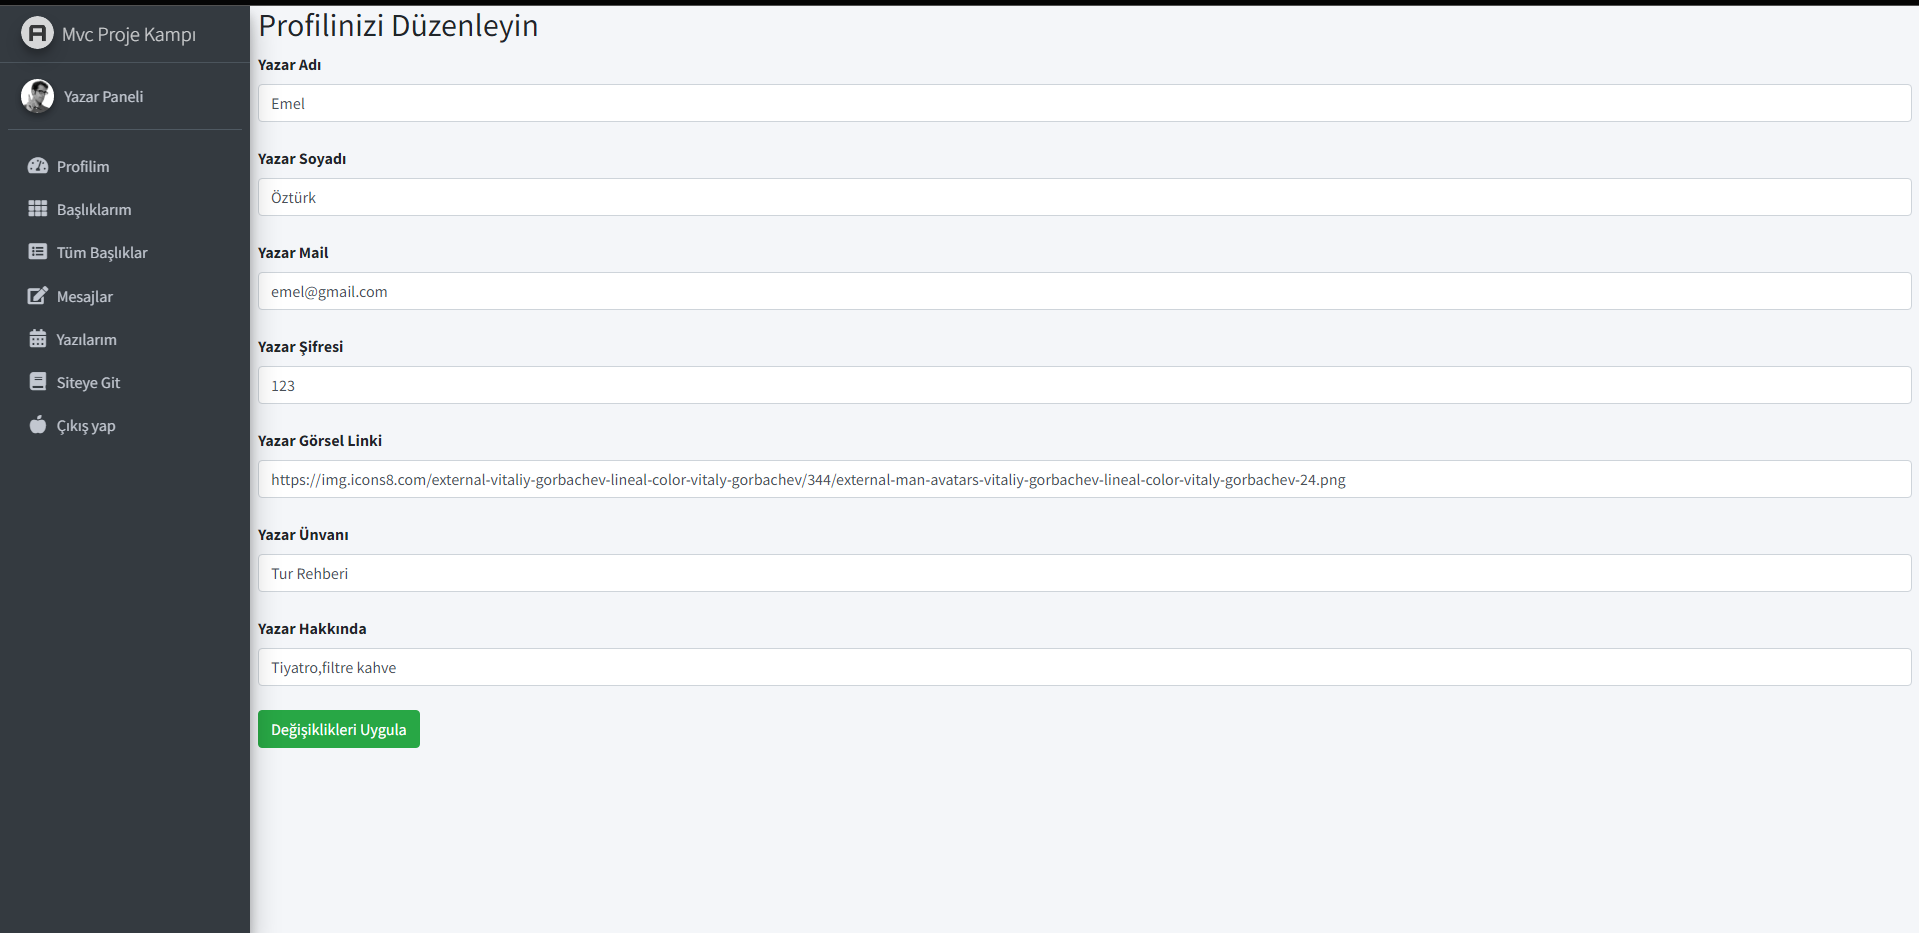 Mvc Proje Kampı
Yazar Paneli
Profilim
Başlıklarım
Tüm Başlıklar
Mesajlar
Yazılarım
Siteye Git
Çıkış yap
Profilinizi Düzenleyin
Yazar Adı
Emel
Yazar Soyadı
Öztürk
Yazar Mail
emel@gmail.com
Yazar Şifresi
123
Yazar Görsel Linki
https://img.icons8.com/external-vitaliy-gorbachev-lineal-color-vitaly-gorbachev/344/external-man-avatars-vitaliy-gorbachev-lineal-color-vitaly-gorbachev-24.png
Yazar Ünvanı
Tur Rehberi
Yazar Hakkında
Tiyatro,filtre kahve
Değişiklikleri Uygula